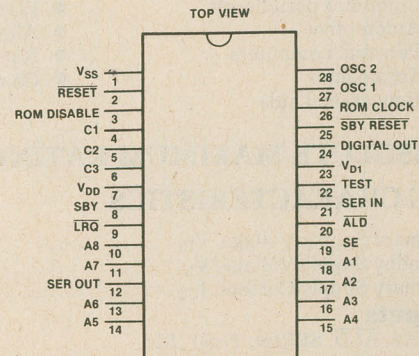 TOP VIEW
VSS 1
RESET 2
ROM DISABLE 3
C1 4
C2 5
C3 6
VDD 7
SBY 8
LRQ 9
A8 10
A7 11
SER OUT 12
A6 13
A5 14
28 OSC 2
27 OSC 1
26 ROM CLOCK
25 SBY RESET
24 DIGITAL OUT
23 VD1
22 TEST
21 SER IN
20 ALD
19 SE
18 A1
17 A2
16 A3
15 A4